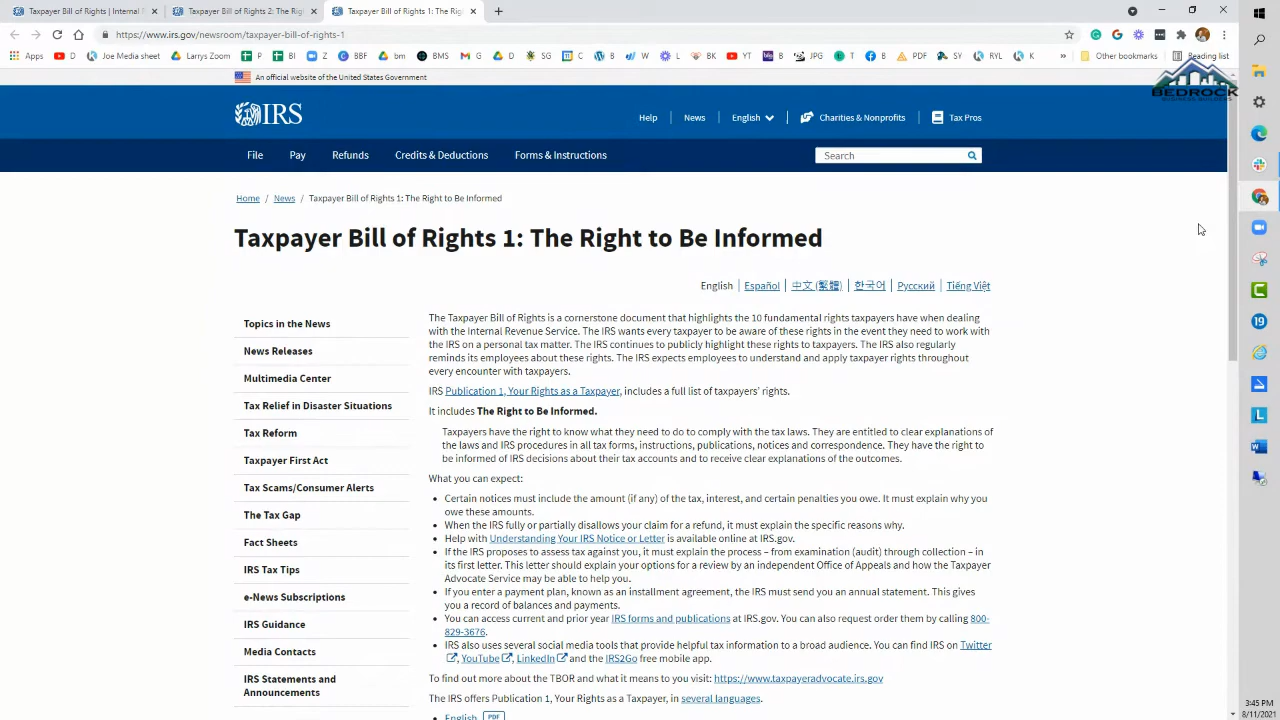 Taxpayer Bill of Rights | Internal
Taxpayer Bill of Rights 2: The Rig
Taxpayer Bill of Rights 1: The Rig
https://www.irs.gov/newsroom/taxpayer-bill-of-rights-1
Apps D Joe Media sheet Larrys Zoom P BI Z BBF bm BMS G D SG C W Z L BK YT B JPG T B PDF SY RYL K » Other bookmarks Reading list
An official website of the United States Government
BEDROCK
BUSINESS BUILDERS
IRS
Help News English Charities & Nonprofits Tax Pros
File Pay Refunds Credits & Deductions Forms & Instructions Search
Home / News / Taxpayer Bill of Rights 1: The Right to Be Informed
Taxpayer Bill of Rights 1: The Right to Be Informed
English | Español | 中文 (繁體) | 한국어 | Русский | Tiếng Việt
Topics in the News
News Releases
Multimedia Center
Tax Relief in Disaster Situations
Tax Reform
Taxpayer First Act
Tax Scams/Consumer Alerts
The Tax Gap
Fact Sheets
IRS Tax Tips
e-News Subscriptions
IRS Guidance
Media Contacts
IRS Statements and
Announcements
The Taxpayer Bill of Rights is a cornerstone document that highlights the 10 fundamental rights taxpayers have when dealing
with the Internal Revenue Service. The IRS wants every taxpayer to be aware of these rights in the event they need to work with
the IRS on a personal tax matter. The IRS continues to publicly highlight these rights to taxpayers. The IRS also regularly
reminds its employees about these rights. The IRS expects employees to understand and apply taxpayer rights throughout
every encounter with taxpayers.
IRS Publication 1, Your Rights as a Taxpayer, includes a full list of taxpayers' rights.
It includes The Right to Be Informed.
Taxpayers have the right to know what they need to do to comply with the tax laws. They are entitled to clear explanations of
the laws and IRS procedures in all tax forms, instructions, publications, notices and correspondence. They have the right to
be informed of IRS decisions about their tax accounts and to receive clear explanations of the outcomes.
What you can expect:
• Certain notices must include the amount (if any) of the tax, interest, and certain penalties you owe. It must explain why you
owe these amounts.
• When the IRS fully or partially disallows your claim for a refund, it must explain the specific reasons why.
• Help with Understanding Your IRS Notice or Letter is available online at IRS.gov.
• If the IRS proposes to assess tax against you, it must explain the process – from examination (audit) through collection – in
its first letter. This letter should explain your options for a review by an independent Office of Appeals and how the Taxpayer
Advocate Service may be able to help you.
• If you enter a payment plan, known as an installment agreement, the IRS must send you an annual statement. This gives
you a record of balances and payments.
• You can access current and prior year IRS forms and publications at IRS.gov. You can also request order them by calling 800-
829-3676.
• IRS also uses several social media tools that provide helpful tax information to a broad audience. You can find IRS on Twitter
, YouTube , LinkedIn and the IRS2Go free mobile app.
To find out more about the TBOR and what it means to you visit: https://www.taxpayeradvocate.irs.gov
The IRS offers Publication 1, Your Rights as a Taxpayer, in several languages.
• English PDF
19
3:45 PM
8/11/2021